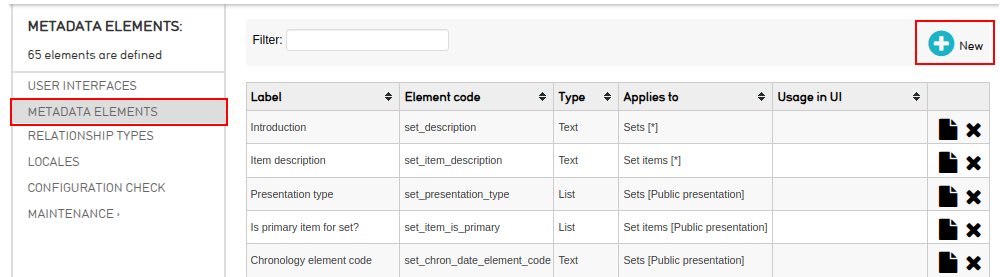 METADATA ELEMENTS:
65 elements are defined
USER INTERFACES
METADATA ELEMENTS
RELATIONSHIP TYPES
LOCALES
CONFIGURATION CHECK
MAINTENANCE ›
Filter:
New
Label Element code Type Applies to Usage in UI
Introduction set_description Text Sets [*]
Item description set_item_description Text Set items [*]
Presentation type set_presentation_type List Sets [Public presentation]
Is primary item for set? set_item_is_primary List Set items [Public presentation]
Chronology element code set_chron_date_element_code Text Sets [Public presentation]